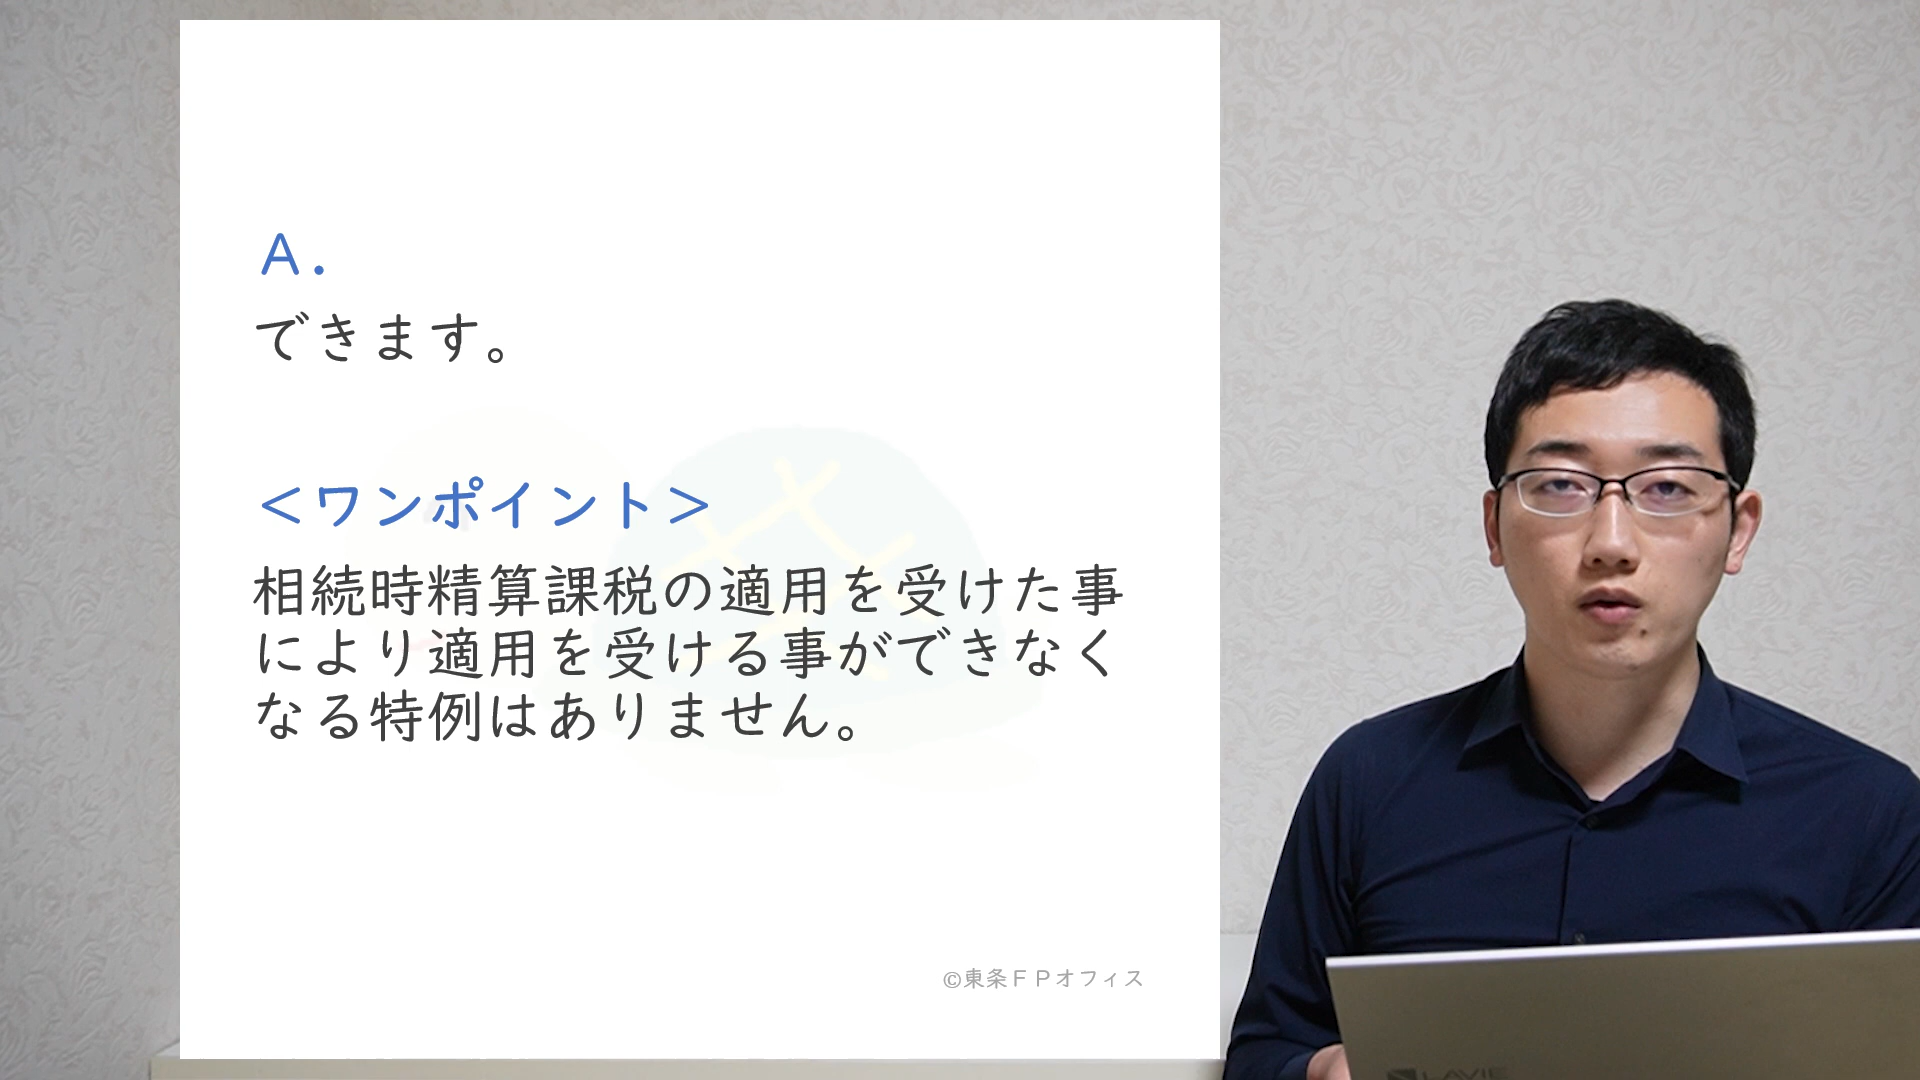 Ａ．
できます。
＜ワンポイント＞
相続時精算課税の適用を受けた事
により適用を受ける事ができなく
なる特例はありません。
©東条ＦＰオフィス
LAVIE